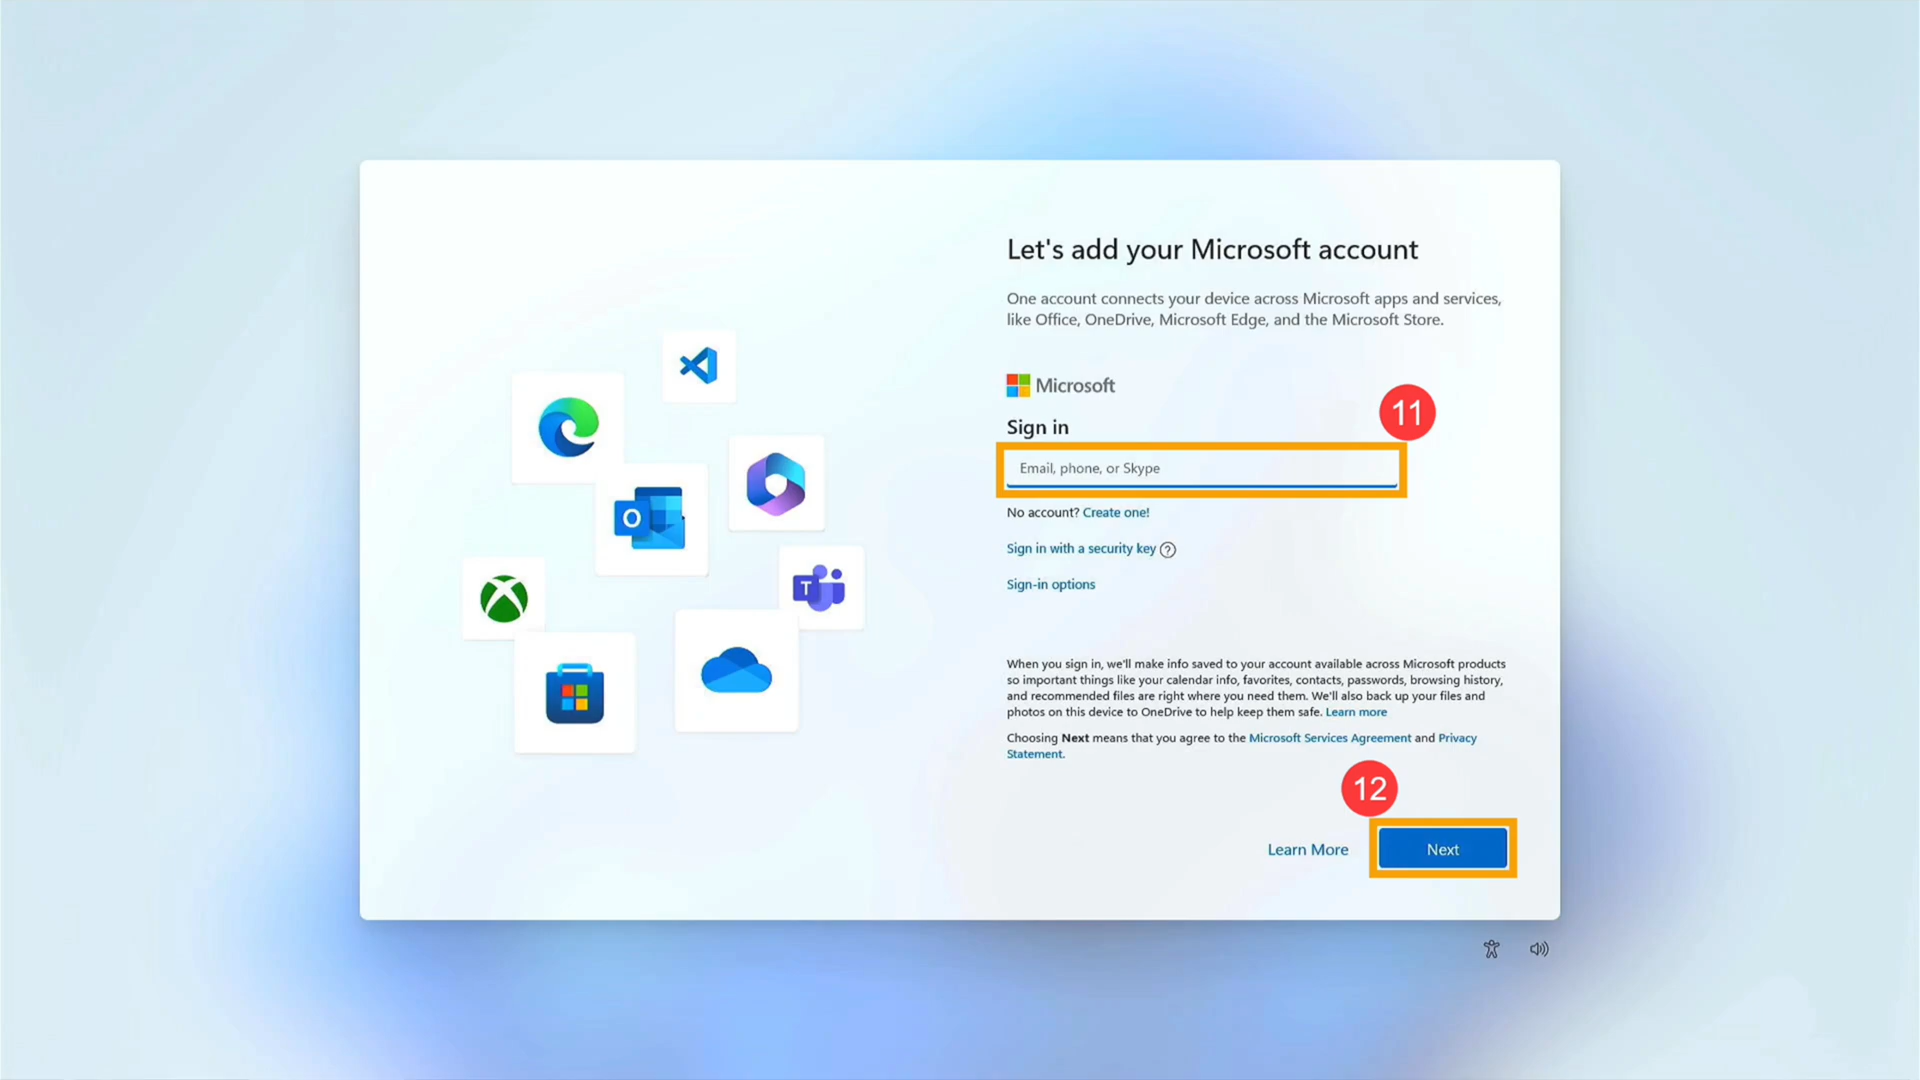 Let's add your Microsoft account
One account connects your device across Microsoft apps and services,
like Office, OneDrive, Microsoft Edge, and the Microsoft Store.
Microsoft
11
Sign in
Email, phone, or Skype
No account? Create one!
Sign in with a security key ?
Sign-in options
When you sign in, we'll make info saved to your account available across Microsoft products
so important things like your calendar info, favorites, contacts, passwords, browsing history,
and recommended files are right where you need them. We'll also back up your files and
photos on this device to OneDrive to help keep them safe. Learn more
Choosing Next means that you agree to the Microsoft Services Agreement and Privacy
Statement.
12
Learn More
Next
O
T